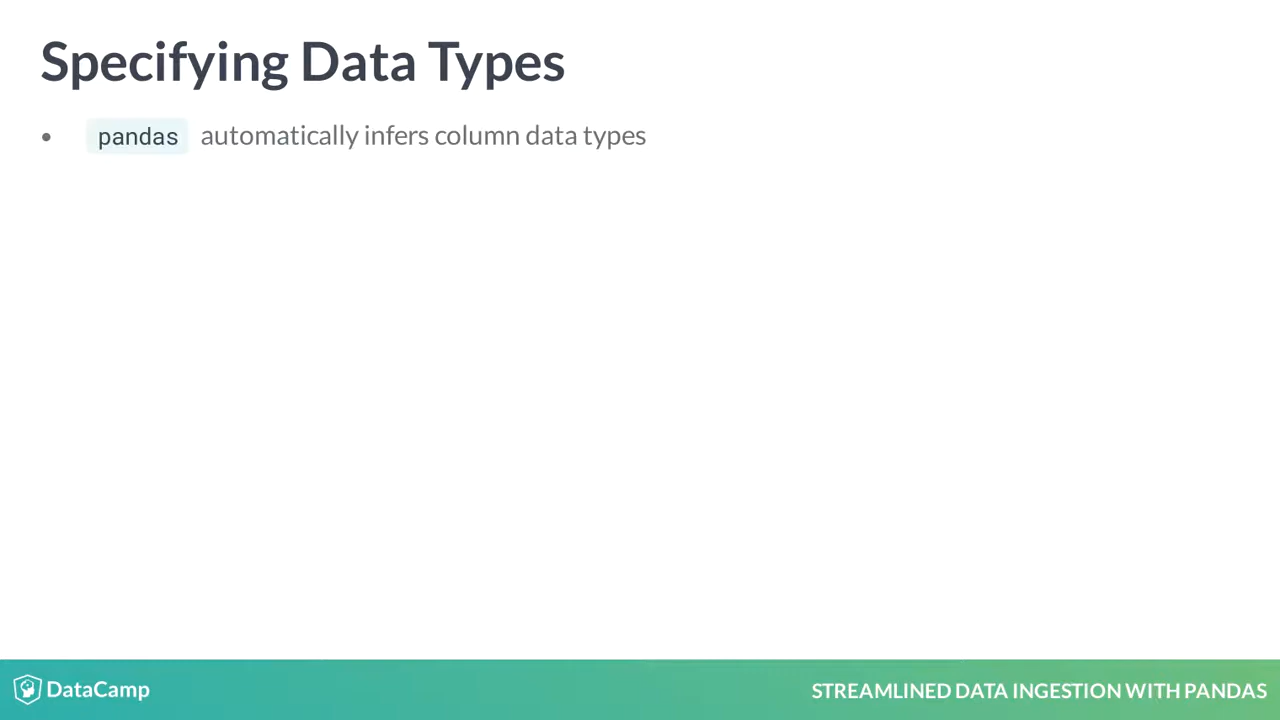 Specifying Data Types
• pandas automatically infers column data types
DataCamp
STREAMLINED DATA INGESTION WITH PANDAS